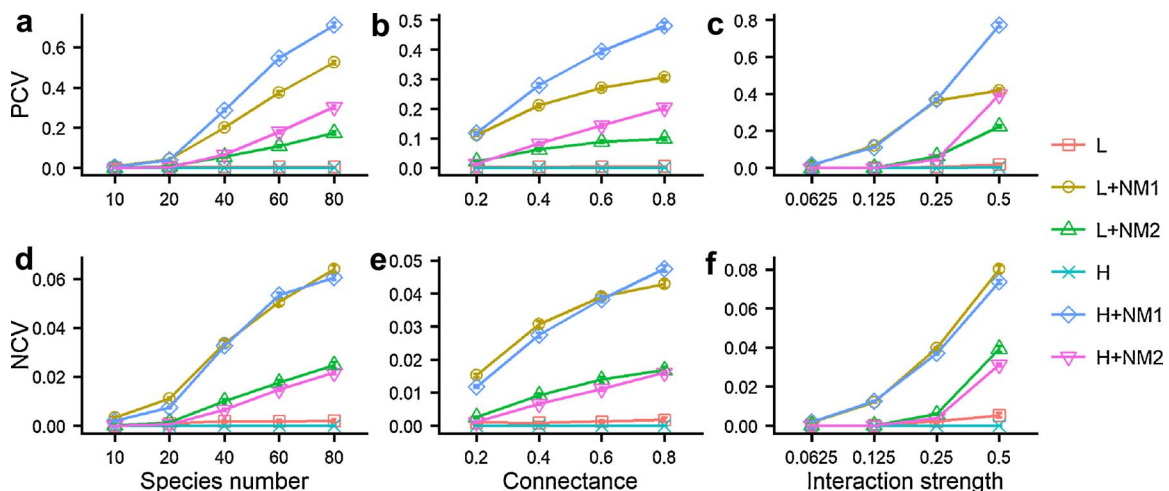 a
b
c
PCV
0.6
0.4
0.2
0.0
10 20 40 60 80
0.5
0.4
0.3
0.2
0.1
0.0
0.2 0.4 0.6 0.8
0.8
0.6
0.4
0.2
0.0
0.0625 0.125 0.25 0.5
d
e
f
NCV
0.06
0.04
0.02
0.00
10 20 40 60 80
Species number
0.05
0.04
0.03
0.02
0.01
0.00
0.2 0.4 0.6 0.8
Connectance
0.08
0.06
0.04
0.02
0.00
0.0625 0.125 0.25 0.5
Interaction strength
L
L+NM1
L+NM2
H
H+NM1
H+NM2